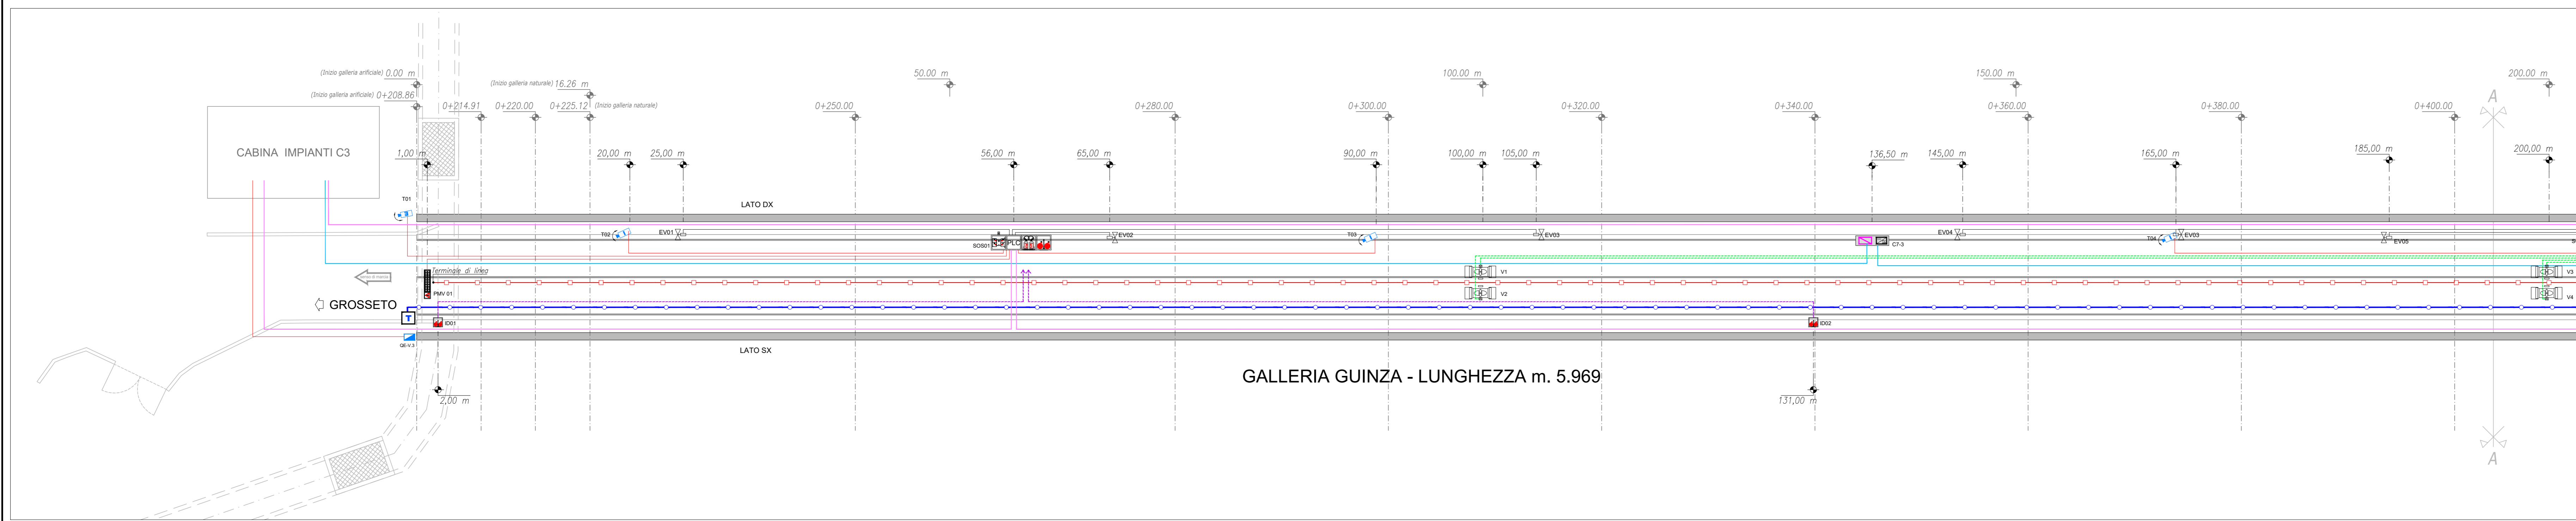 (Inizio galleria arificiale) 0.00 m
50.00 m
100.00 m
150.00 m
200.00 m
(Inizio galleria naturale) 16.26 m
(Inizio galleria arificiale) 0+208.86
0+214.91
0+220.00
0+225.12 (Inizio galleria naturale)
0+250.00
0+280.00
0+300.00
0+320.00
0+340.00
0+360.00
0+380.00
0+400.00
A
CABINA IMPIANTI C3
1,00 m
20,00 m
25,00 m
56,00 m
65,00 m
90,00 m
100,00 m
105,00 m
136,50 m
145,00 m
165,00 m
185,00 m
200,00 m
T01
LATO DX
T02
EV01
SOS01
PLC
EV02
T03
EV03
C7-3
EV04
T04
EV03
EV05
Terminale di linea
V1
V3
PMV 01
V2
V4
GROSSETO
T
ID01
ID02
QE-V.3
LATO SX
GALLERIA GUINZA - LUNGHEZZA m. 5.969
2,00 m
131,00 m
A